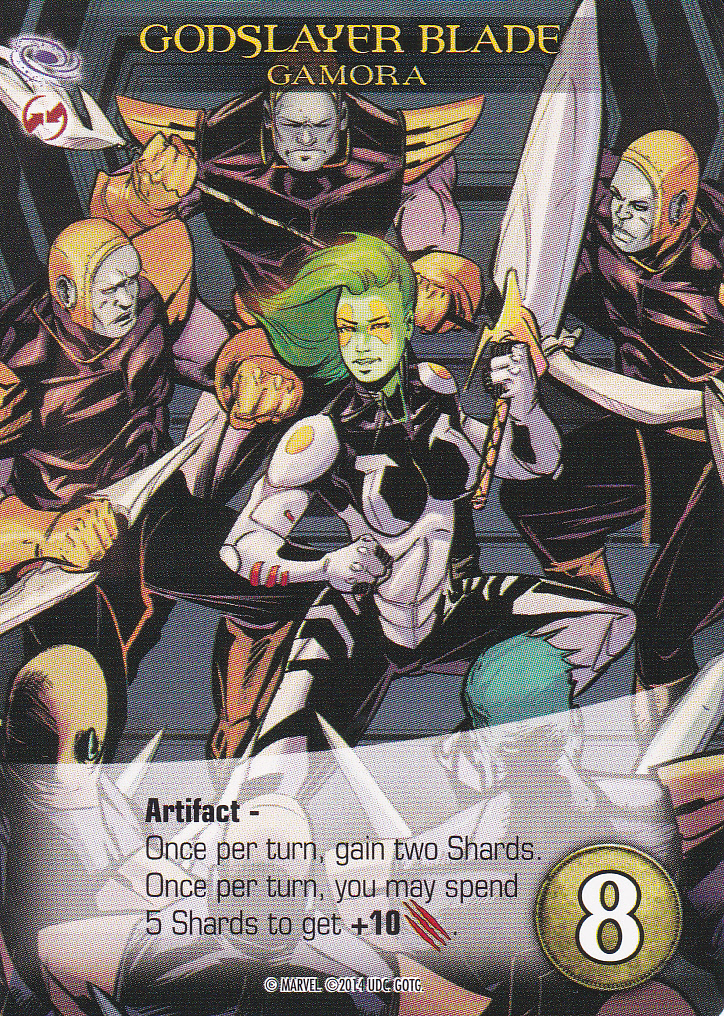 GODSLAYER BLADE
GAMORA
Artifact -
Once per turn, gain two Shards.
Once per turn, you may spend
5 Shards to get +10 .
8
© MARVEL ©2014 UDC. GOTG.